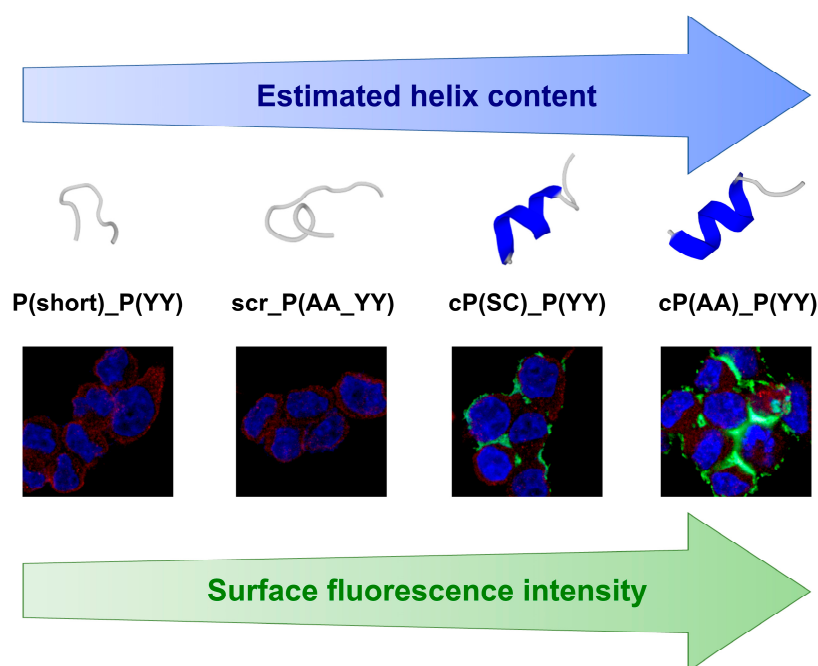 Estimated helix content
P(short)_P(YY) scr_P(AA_YY) cP(SC)_P(YY) cP(AA)_P(YY)
Surface fluorescence intensity